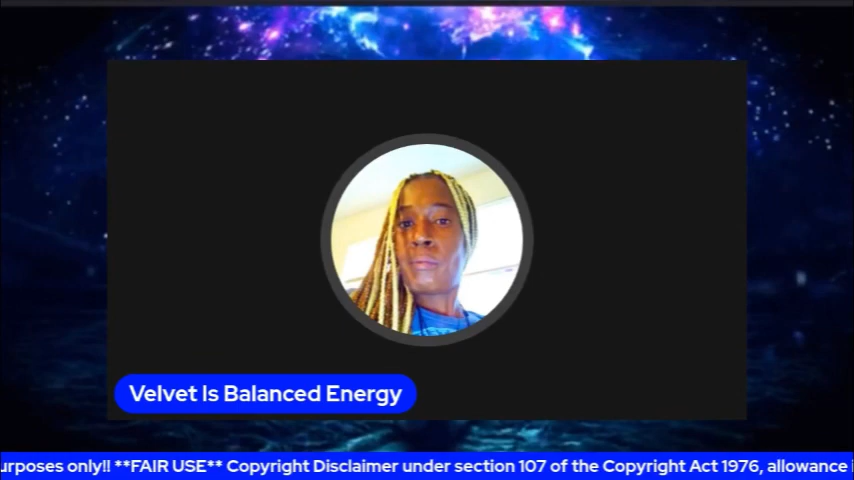 Velvet Is Balanced Energy
urposes only!! **FAIR USE** Copyright Disclaimer under section 107 of the Copyright Act 1976, allowance